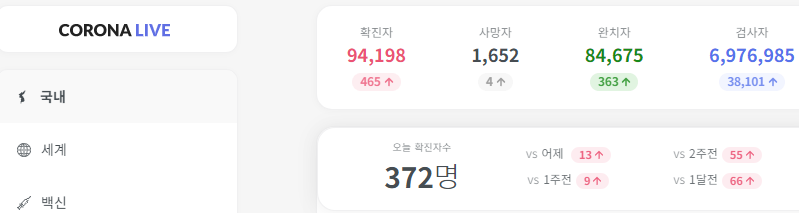 CORONA LIVE
국내
세계
백신
확진자 사망자 완치자 검사자
94,198 1,652 84,675 6,976,985
465 ↑ 4 ↑ 363 ↑ 38,101 ↑
오늘 확진자수
372명
vs 어제 13 ↑ vs 2주전 55 ↑
vs 1주전 9 ↑ vs 1달전 66 ↑